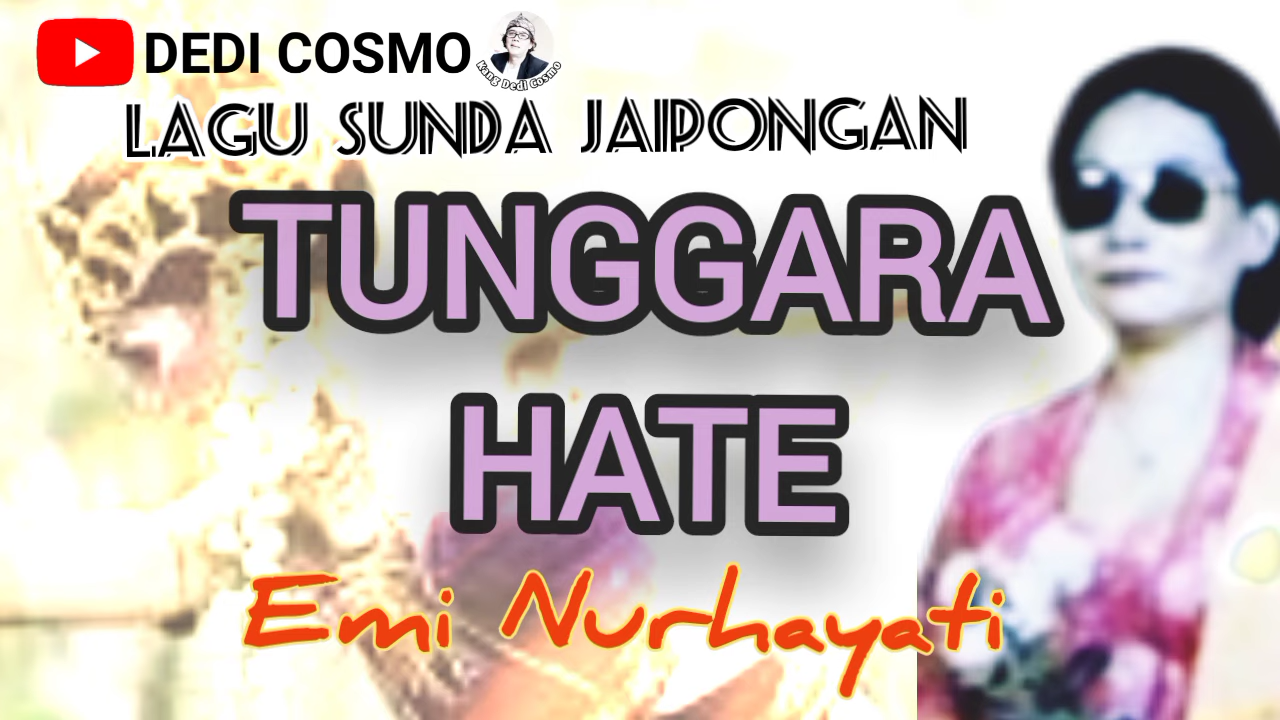 DEDI COSMO
Kang Dedi Cosmo
LAGU SUNDA JAIPONGAN
TUNGGARA
HATE
Emi Nurhayati